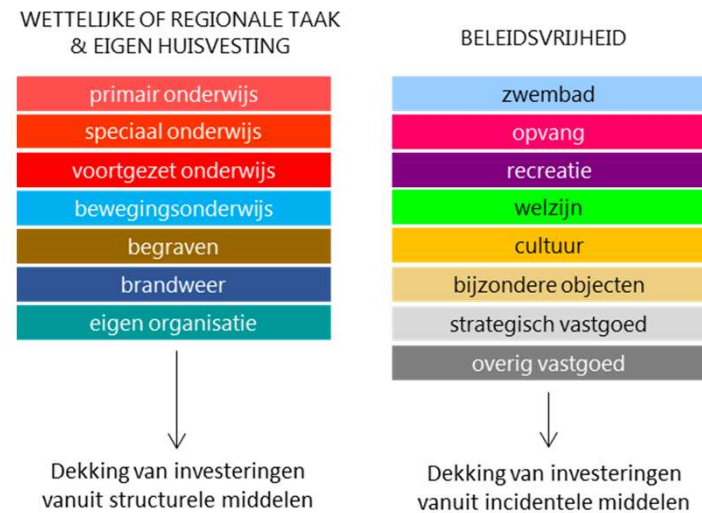 WETTELIJKE OF REGIONALE TAAK
& EIGEN HUISVESTING
primair onderwijs
speciaal onderwijs
voortgezet onderwijs
bewegingsonderwijs
begraven
brandweer
eigen organisatie
Dekking van investeringen
vanuit structurele middelen
BELEIDSVRIJHEID
zwembad
opvang
recreatie
welzijn
cultuur
bijzondere objecten
strategisch vastgoed
overig vastgoed
Dekking van investeringen
vanuit incidentele middelen